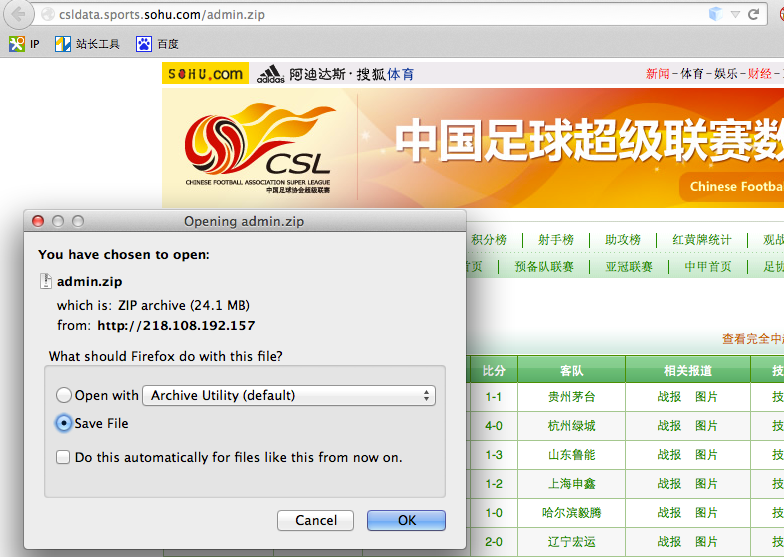 csldata.sports.sohu.com/admin.zip
IP 站长工具 百度
SOHU.com adidas 阿迪达斯·搜狐体育 新闻-体育-娱乐-财经-
CSL
CHINESE FOOTBALL ASSOCIATION SUPER LEAGUE
中国足球协会超级联赛
中国足球超级联赛数
Chinese Footba
Opening admin.zip
You have chosen to open:
admin.zip
which is: ZIP archive (24.1 MB)
from: http://218.108.192.157
What should Firefox do with this file?
Open with Archive Utility (default)
Save File
Do this automatically for files like this from now on.
Cancel OK
积分榜 射手榜 助攻榜 红黄牌统计 观战
首页 预备队联赛 亚冠联赛 中甲首页 足协
查看完全中超
比分 客队 相关报道 技
1-1 贵州茅台 战报 图片 技
4-0 杭州绿城 战报 图片 技
1-3 山东鲁能 战报 图片 技
1-2 上海申鑫 战报 图片 技
1-0 哈尔滨毅腾 战报 图片 技
2-0 辽宁宏运 战报 图片 技